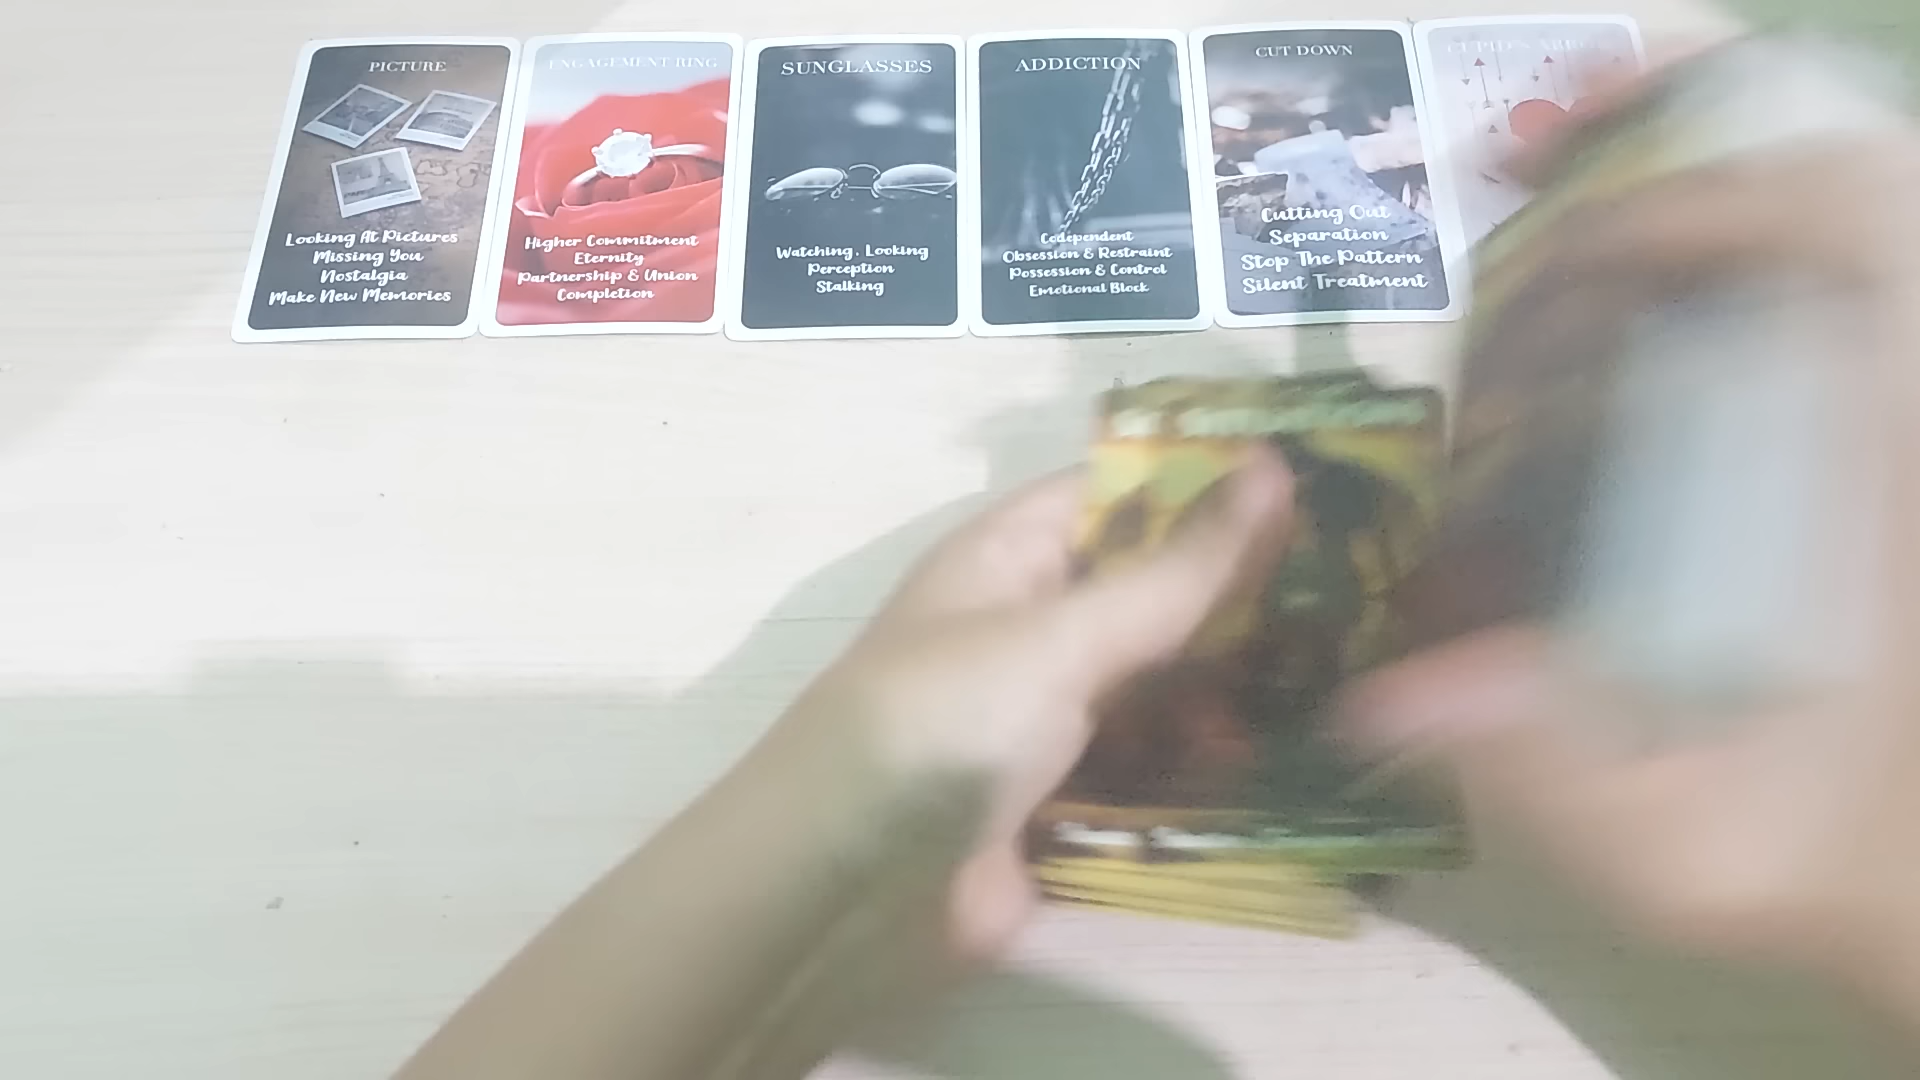 PICTURE
Looking At Pictures
Missing You
Nostalgia
Make New Memories
ENGAGEMENT RING
Higher Commitment
Eternity
Partnership & Union
Completion
SUNGLASSES
Watching, Looking
Perception
Stalking
ADDICTION
Codependent
Obsession & Restraint
Possession & Control
Emotional Block
CUT DOWN
Cutting Out
Separation
Stop The Pattern
Silent Treatment
CUPID'S